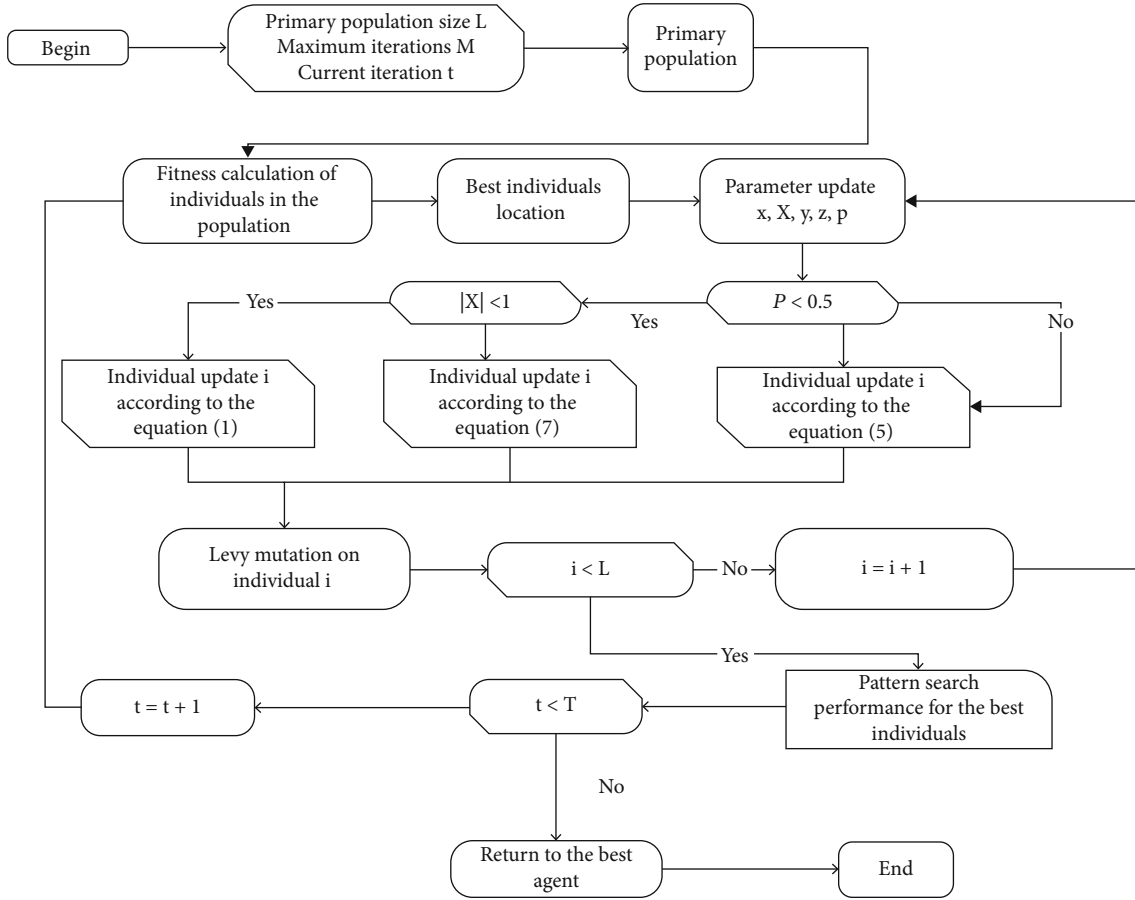 Begin
Primary population size L
Maximum iterations M
Current iteration t
Primary
population
Fitness calculation of
individuals in the
population
Best individuals
location
Parameter update
x, X, y, z, p
Yes
|X| <1
Yes
P < 0.5
No
Individual update i
according to the
equation (1)
Individual update i
according to the
equation (7)
Individual update i
according to the
equation (5)
Levy mutation on
individual i
i < L
No
i = i + 1
Yes
t = t + 1
t < T
Pattern search
performance for the best
individuals
No
Return to the best
agent
End